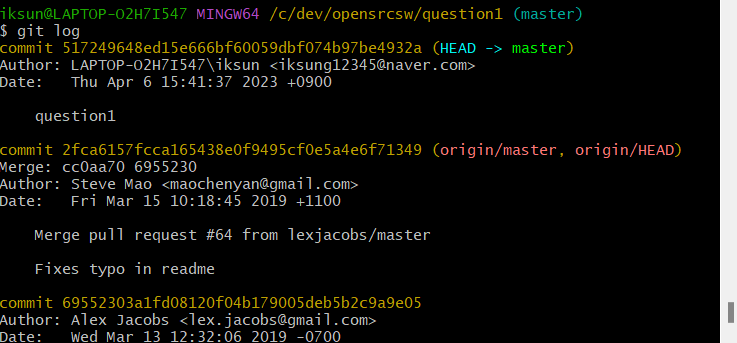 iksun@LAPTOP-O2H7I547 MINGW64 /c/dev/opensrcsw/question1 (master)
$ git log
commit 517249648ed15e666bf60059dbf074b97be4932a (HEAD -> master)
Author: LAPTOP-O2H7I547\iksun <iksung12345@naver.com>
Date:   Thu Apr 6 15:41:37 2023 +0900
question1
commit 2fca6157fcca165438e0f9495cf0e5a4e6f71349 (origin/master, origin/HEAD)
Merge: cc0aa70 6955230
Author: Steve Mao <maochenyan@gmail.com>
Date:   Fri Mar 15 10:18:45 2019 +1100
Merge pull request #64 from lexjacobs/master
Fixes typo in readme
commit 69552303a1fd08120f04b179005deb5b2c9a9e05
Author: Alex Jacobs <lex.jacobs@gmail.com>
Date:   Wed Mar 13 12:32:06 2019 -0700